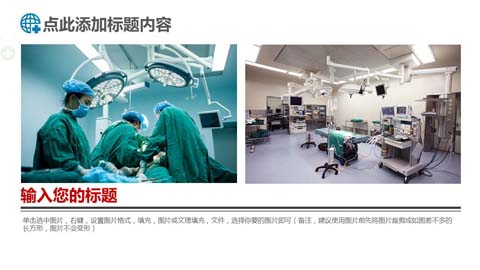 点此添加标题内容
输入您的标题
单击选中图片，右键，设置图片格式，填充，图片或文理填充，文件，选择你要的图片即可（备注，建议使用图片前先将图片裁剪成如图差不多的
长方形，图片不会变形）